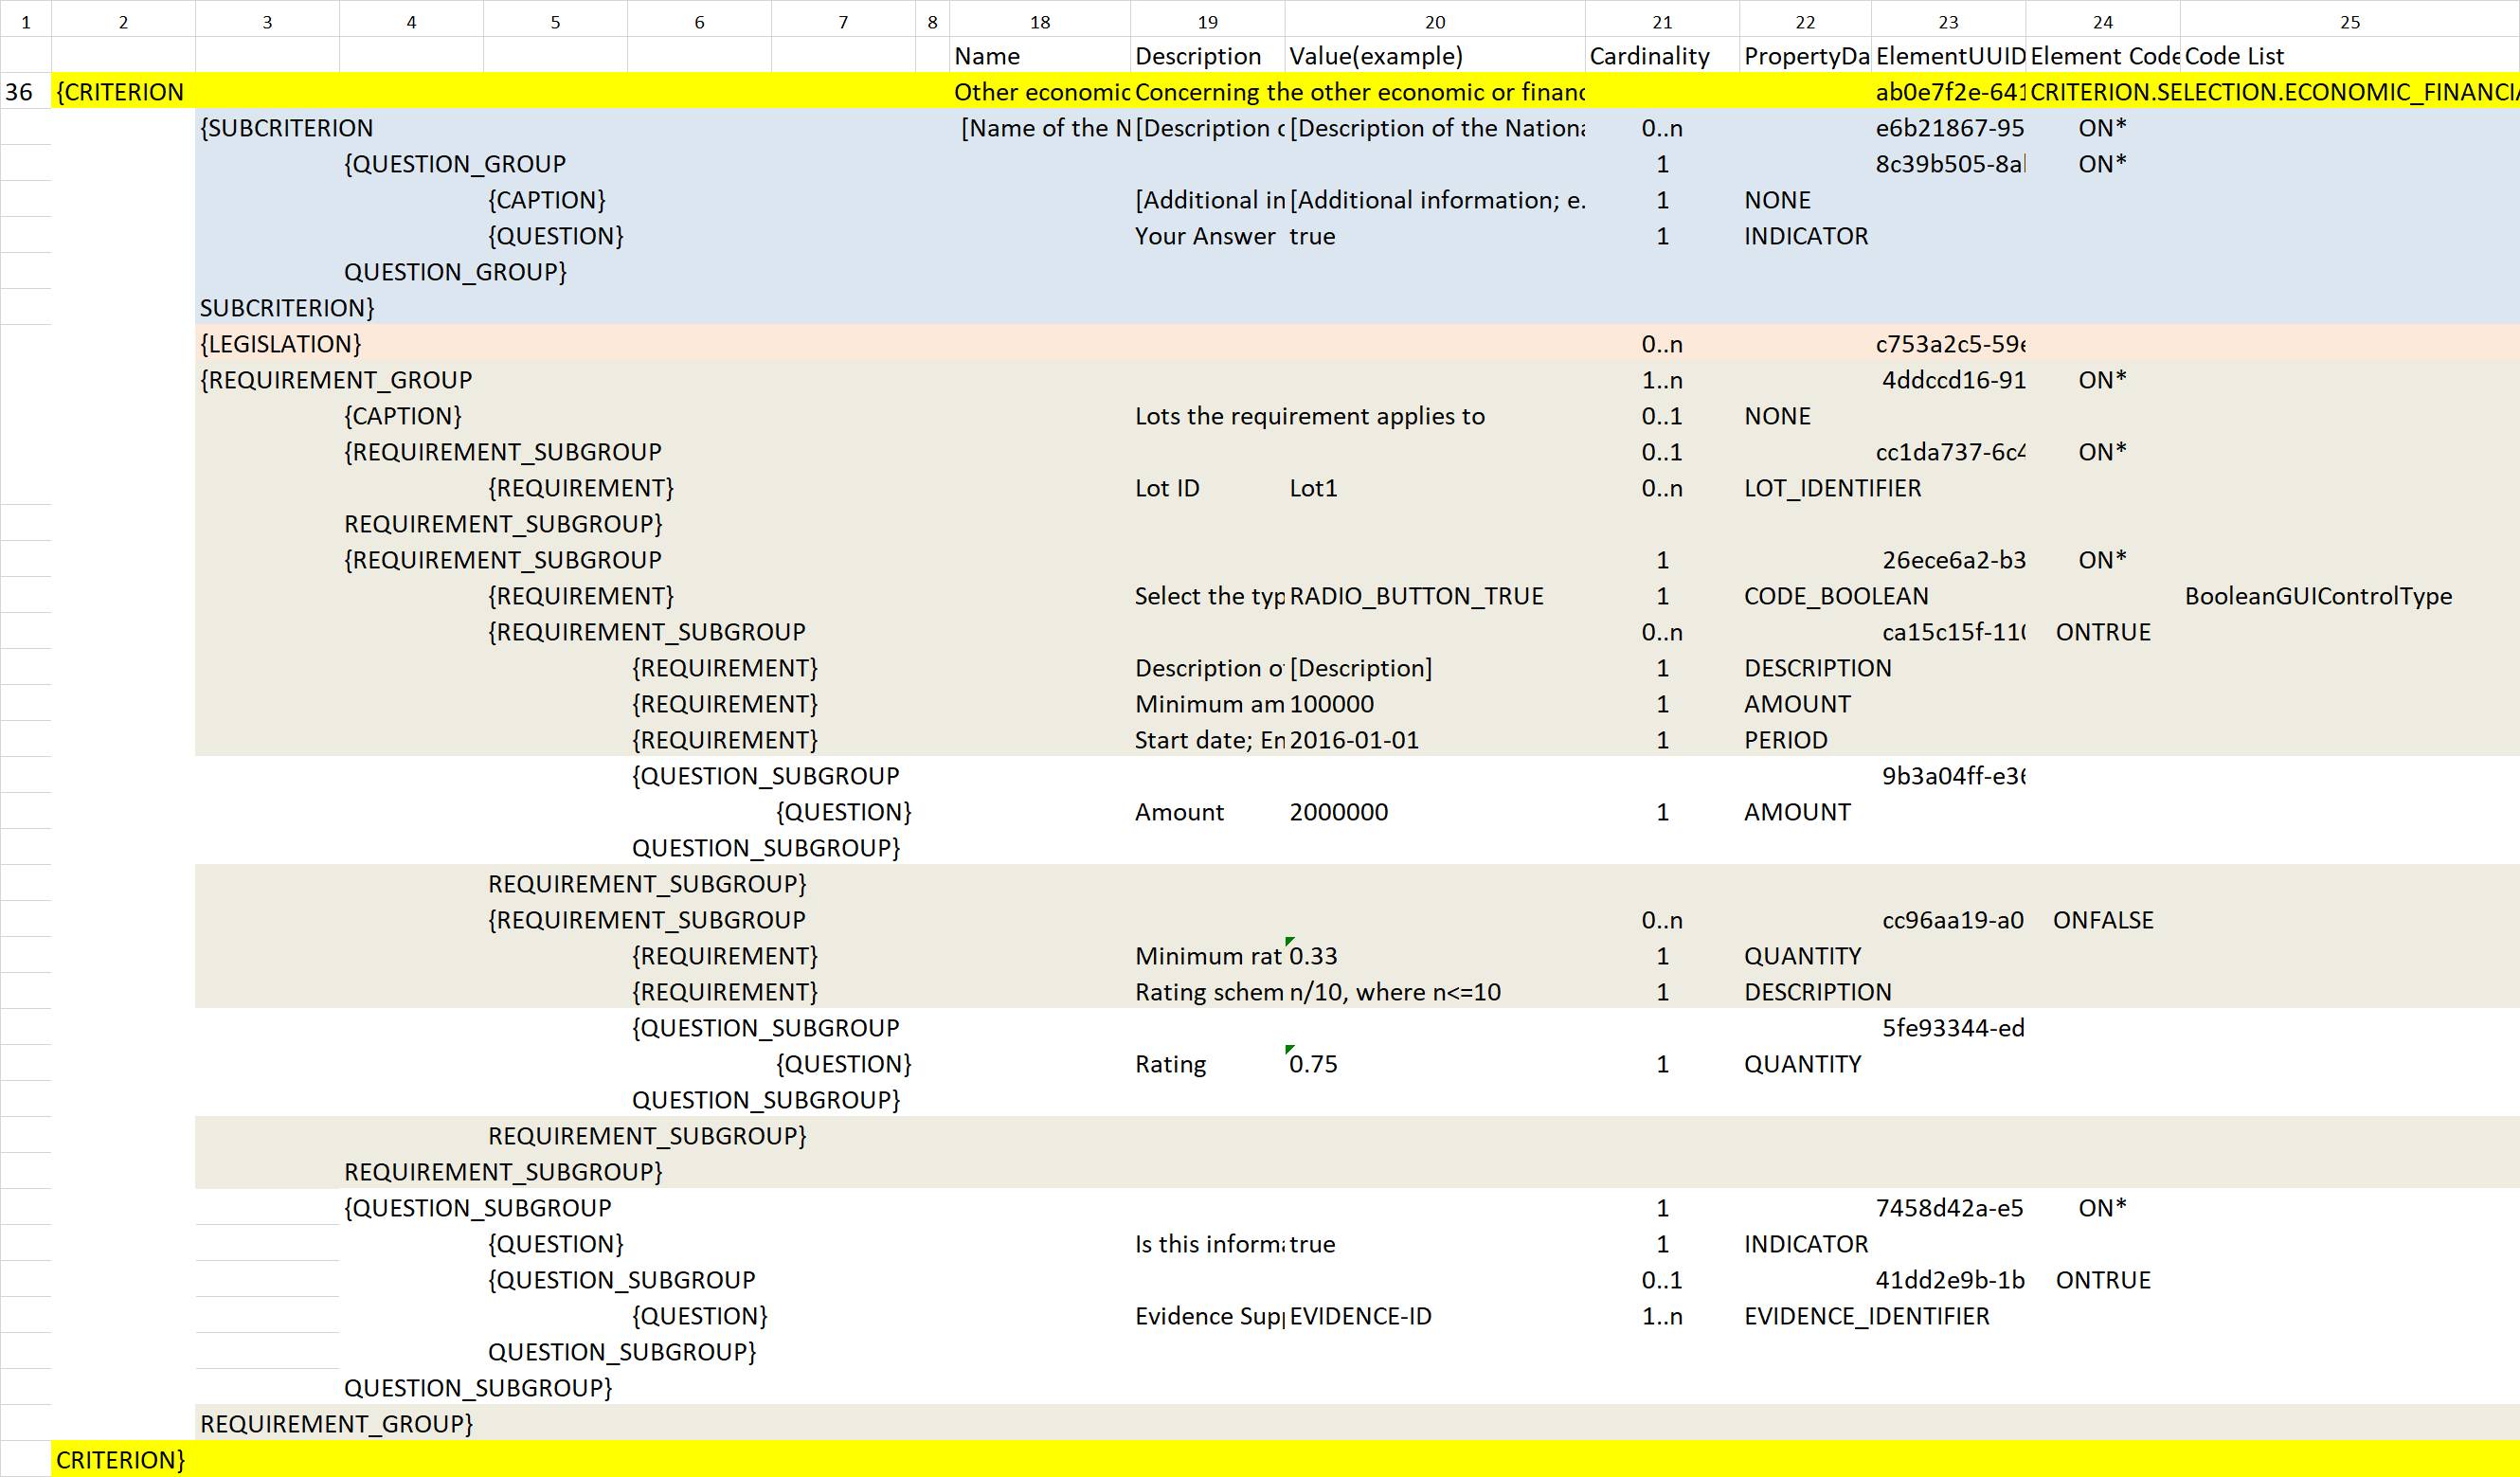 1 2 3 4 5 6 7 8 18 19 20 21 22 23 24 25
Name Description Value(example) Cardinality PropertyDa ElementUUID Element Code Code List
36 {CRITERION Other economic Concerning the other economic or financ ab0e7f2e-641 CRITERION.SELECTION.ECONOMIC_FINANCIA
{SUBCRITERION [Name of the N [Description c [Description of the Nationa 0..n e6b21867-95 ON*
{QUESTION_GROUP 1 8c39b505-8al ON*
{CAPTION} [Additional in [Additional information; e. 1 NONE
{QUESTION} Your Answer true 1 INDICATOR
QUESTION_GROUP}
SUBCRITERION}
{LEGISLATION} 0..n c753a2c5-59e
{REQUIREMENT_GROUP 1..n 4ddccd16-91 ON*
{CAPTION} Lots the requirement applies to 0..1 NONE
{REQUIREMENT_SUBGROUP 0..1 cc1da737-6c4 ON*
{REQUIREMENT} Lot ID Lot1 0..n LOT_IDENTIFIER
REQUIREMENT_SUBGROUP}
{REQUIREMENT_SUBGROUP 1 26ece6a2-b3 ON*
{REQUIREMENT} Select the typ RADIO_BUTTON_TRUE 1 CODE_BOOLEAN BooleanGUIControlType
{REQUIREMENT_SUBGROUP 0..n ca15c15f-110 ONTRUE
{REQUIREMENT} Description o [Description] 1 DESCRIPTION
{REQUIREMENT} Minimum am 100000 1 AMOUNT
{REQUIREMENT} Start date; En 2016-01-01 1 PERIOD
{QUESTION_SUBGROUP 9b3a04ff-e36
{QUESTION} Amount 2000000 1 AMOUNT
QUESTION_SUBGROUP}
REQUIREMENT_SUBGROUP}
{REQUIREMENT_SUBGROUP 0..n cc96aa19-a0 ONFALSE
{REQUIREMENT} Minimum rat 0.33 1 QUANTITY
{REQUIREMENT} Rating schem n/10, where n<=10 1 DESCRIPTION
{QUESTION_SUBGROUP 5fe93344-ed
{QUESTION} Rating 0.75 1 QUANTITY
QUESTION_SUBGROUP}
REQUIREMENT_SUBGROUP}
REQUIREMENT_SUBGROUP}
{QUESTION_SUBGROUP 1 7458d42a-e5 ON*
{QUESTION} Is this informa true 1 INDICATOR
{QUESTION_SUBGROUP 0..1 41dd2e9b-1b ONTRUE
{QUESTION} Evidence Supp EVIDENCE-ID 1..n EVIDENCE_IDENTIFIER
QUESTION_SUBGROUP}
QUESTION_SUBGROUP}
REQUIREMENT_GROUP}
CRITERION}